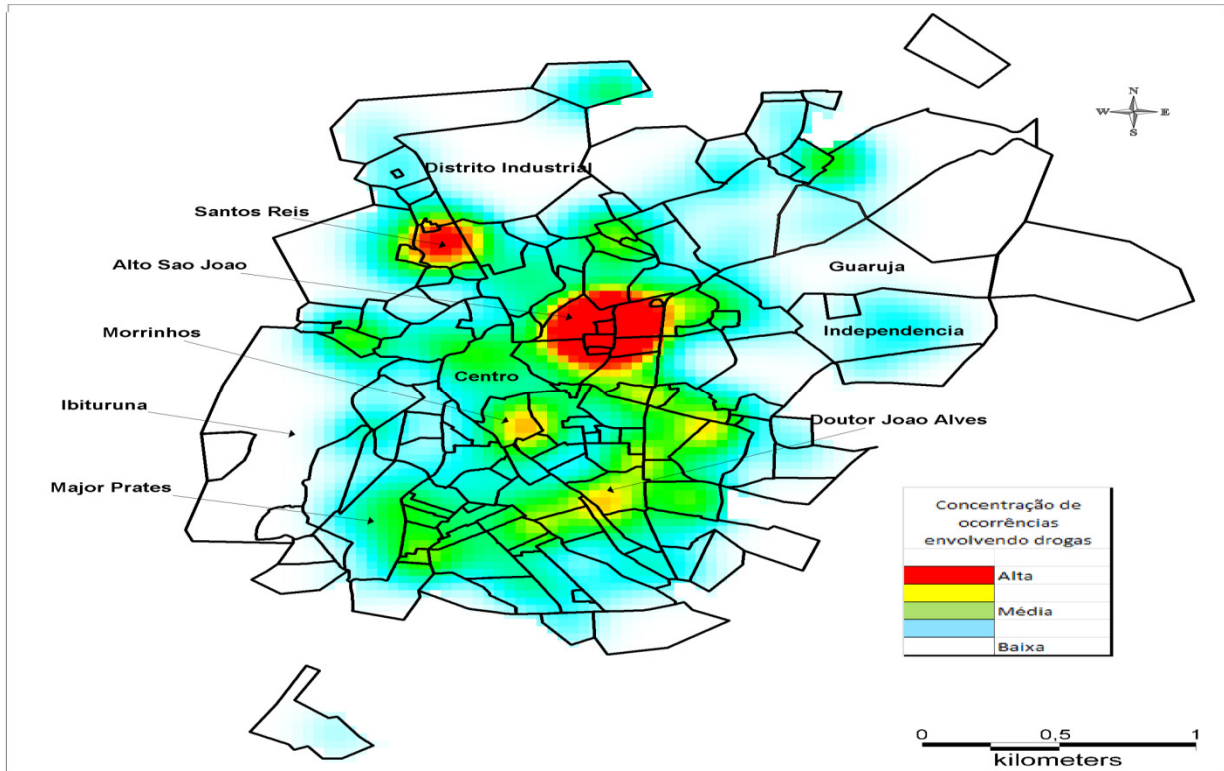 N
W E
S
Distrito Industrial
Santos Reis
Alto Sao Joao
Guaruja
Morrinhos
Independencia
Centro
Ibituruna
Doutor Joao Alves
Major Prates
Concentração de
ocorrências
envolvendo drogas
Alta
Média
Baixa
0 0,5 1
kilometers